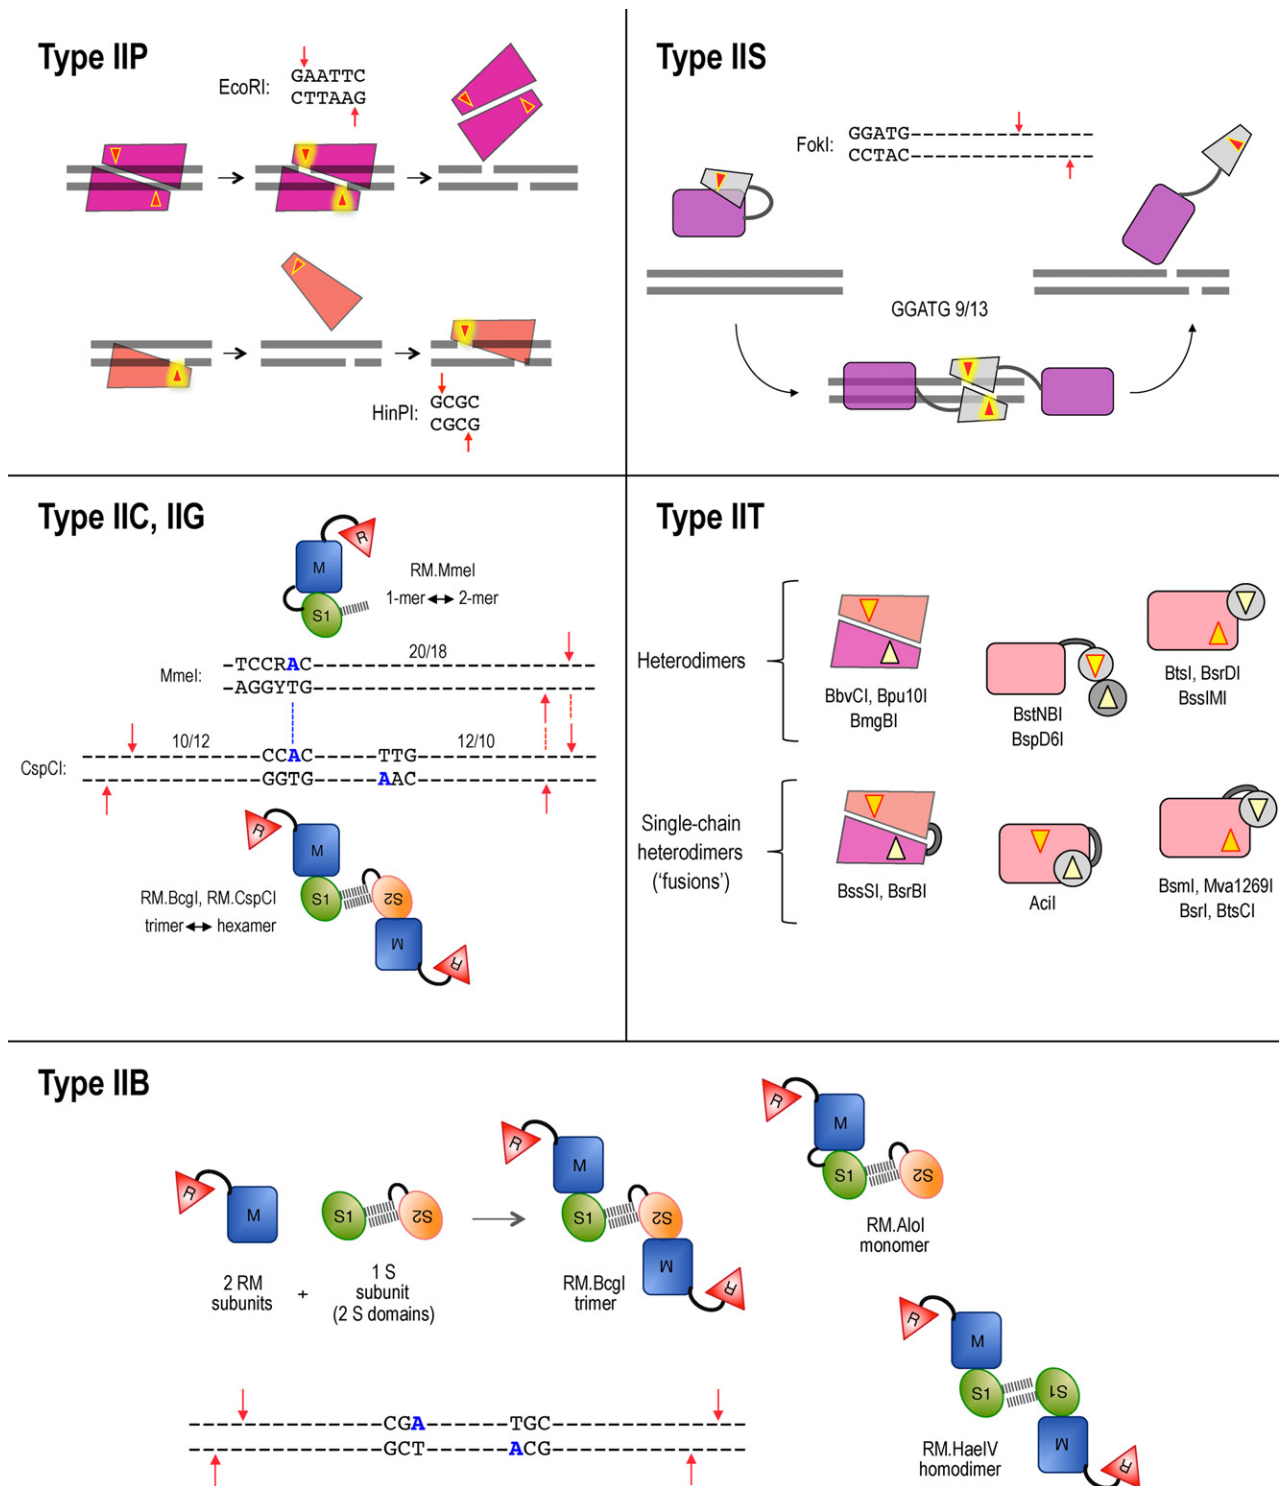 Type IIP
EcoRI:
GAATTC
CTTAAG
HinPI:
GCGC
CGCG
Type IIS
FokI:
GGATG--------------------
CCTAC--------------------
GGATG 9/13
Type IIC, IIG
R
M
S1
RM.MmeI
1-mer ↔ 2-mer
20/18
MmeI:
-TCCRAC------------------------------
-AGGYTG------------------------------
10/12
12/10
CspCI:
-------------------CCAC-------TTG--------------------
-------------------GGTG-------AAC--------------------
R
M
S1
S2
M
R
RM.BcgI, RM.CspCI
trimer ↔ hexamer
Type IIT
Heterodimers
BbvCI, Bpu10I
BmgBI
BstNBI
BspD6I
BtsI, BsrDI
BssIMI
Single-chain
heterodimers
('fusions')
BssSI, BsrBI
AciI
BsmI, Mva1269I
BsrI, BtsCI
Type IIB
R
M
2 RM
subunits
+
S1
S2
1 S
subunit
(2 S domains)
R
M
S1
S2
M
R
RM.BcgI
trimer
R
M
S1
S2
RM.AloI
monomer
R
M
S1
S1
M
R
RM.HaeIV
homodimer
---------------------CGA---------TGC---------------------
---------------------GCT---------ACG---------------------